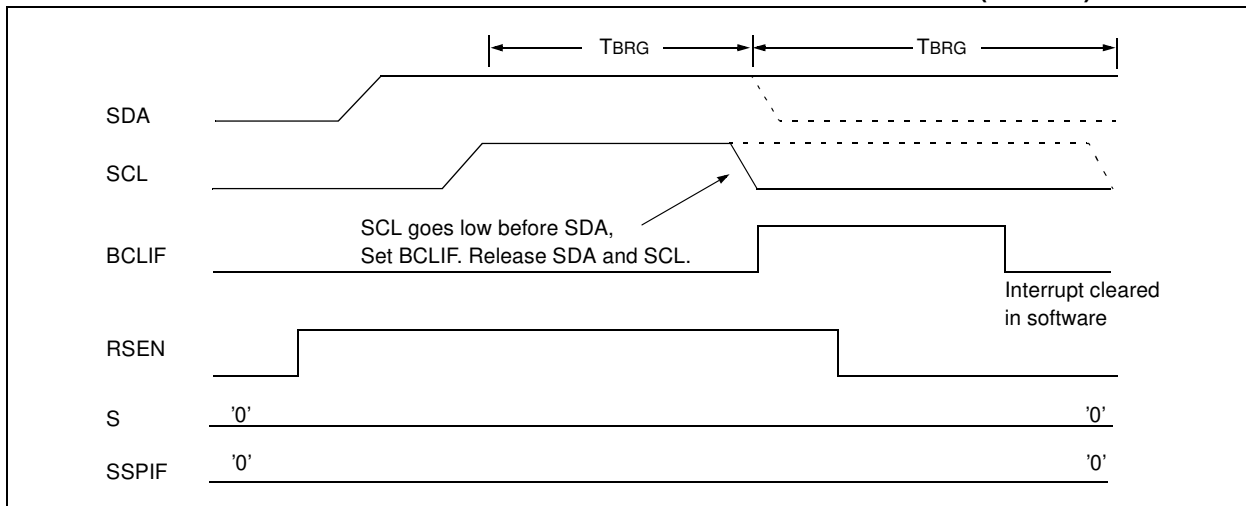 TBRG TBRG
SDA
SCL
SCL goes low before SDA,
Set BCLIF. Release SDA and SCL.
BCLIF
Interrupt cleared
in software
RSEN
S '0' '0'
SSPIF '0' '0'